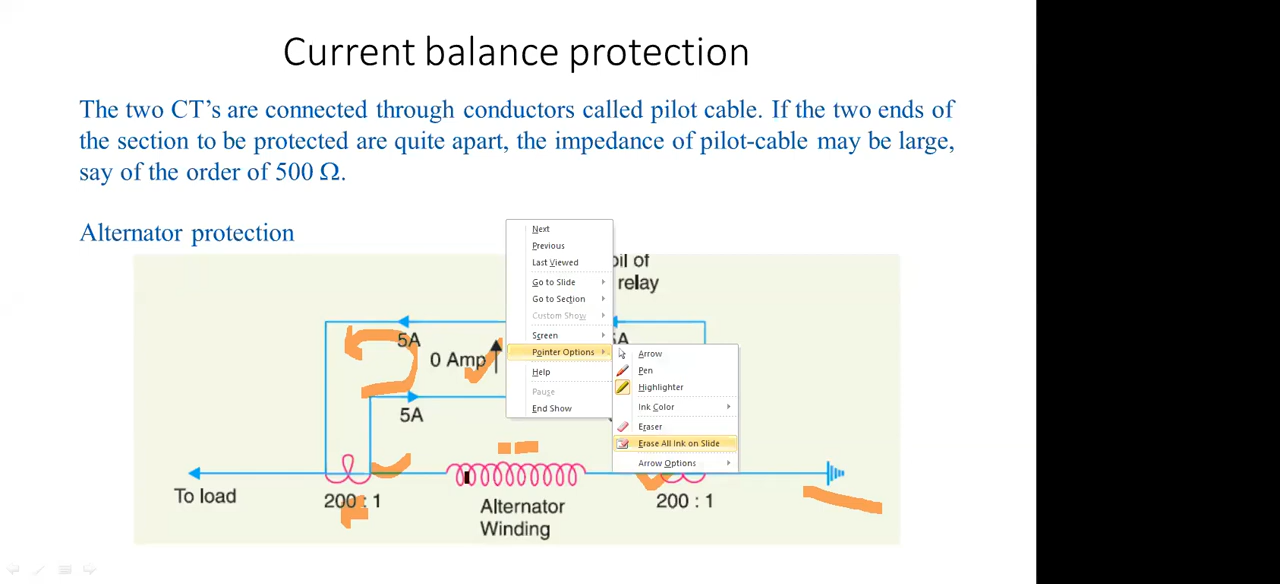 Current balance protection
The two CT's are connected through conductors called pilot cable. If the two ends of
the section to be protected are quite apart, the impedance of pilot-cable may be large,
say of the order of 500 Ω.
Alternator protection
Next
Previous
Last Viewed
Go to Slide
Go to Section
Custom Show
Screen
Pointer Options
Help
Pause
End Show
Arrow
Pen
Highlighter
Ink Color
Eraser
Erase All Ink on Slide
Arrow Options
of
relay
5A
0 Amp
5A
To load
200 : 1
Alternator
Winding
200 : 1